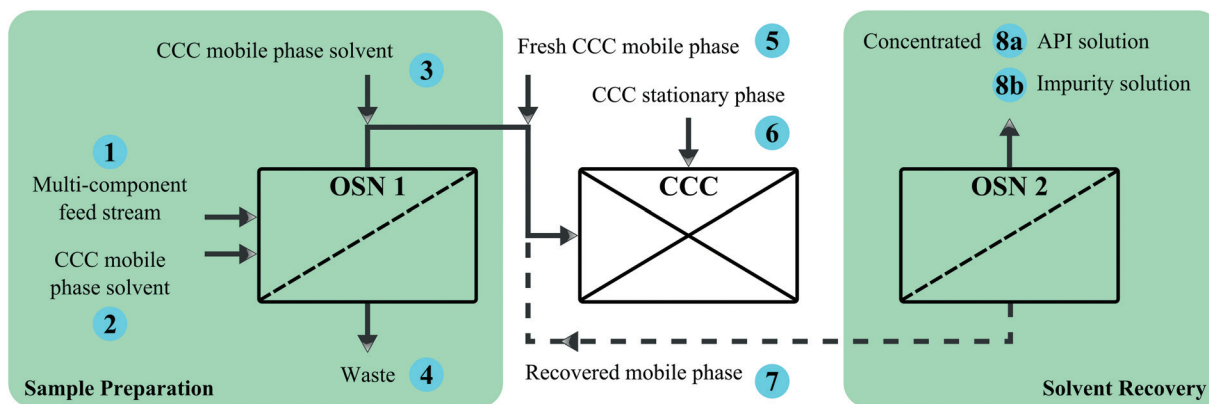 CCC mobile phase solvent
3
Fresh CCC mobile phase
5
Concentrated 8a API solution
8b Impurity solution
CCC stationary phase
6
1
Multi-component
feed stream
CCC mobile
phase solvent
2
OSN 1
CCC
OSN 2
Waste 4
Recovered mobile phase 7
Sample Preparation
Solvent Recovery